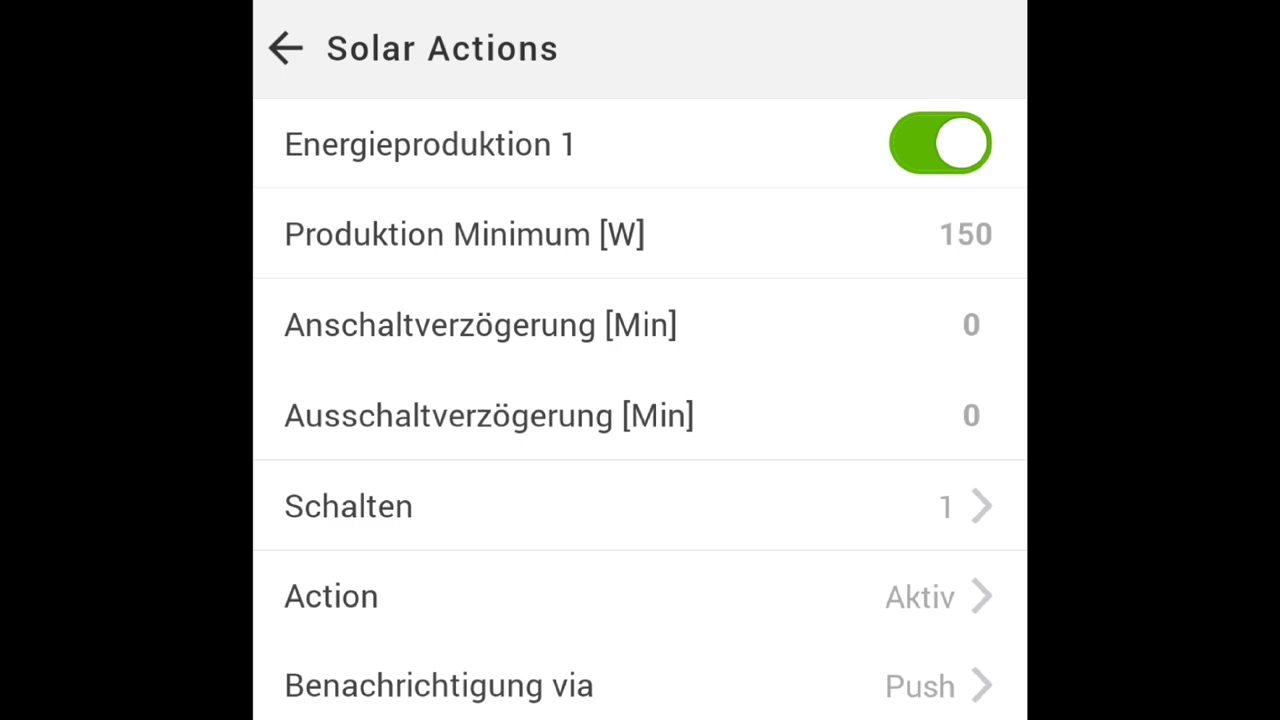 Solar Actions
Energieproduktion 1
Produktion Minimum [W] 150
Anschaltverzögerung [Min] 0
Ausschaltverzögerung [Min] 0
Schalten 1
Action Aktiv
Benachrichtigung via Push